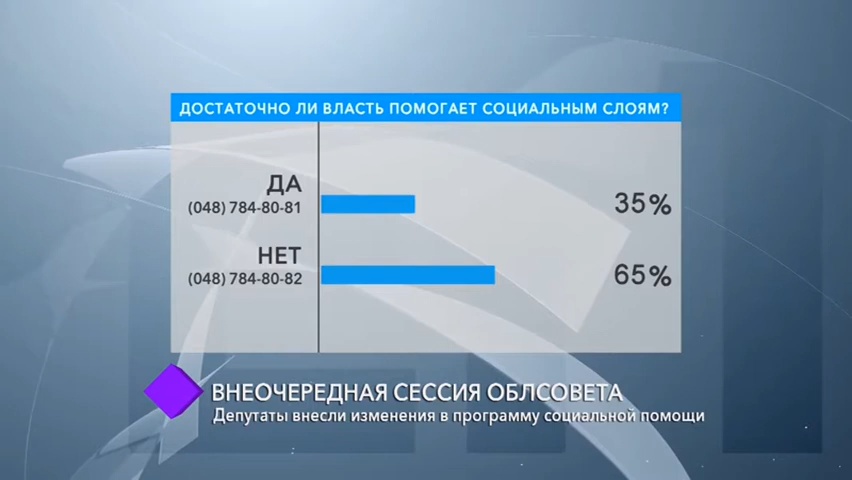 ДОСТАТОЧНО ЛИ ВЛАСТЬ ПОМОГАЕТ СОЦИАЛЬНЫМ СЛОЯМ?
ДА
(048) 784-80-81
35%
НЕТ
(048) 784-80-82
65%
ВНЕОЧЕРЕДНАЯ СЕССИЯ ОБЛСОВЕТА
Депутаты внесли изменения в программу социальной помощи